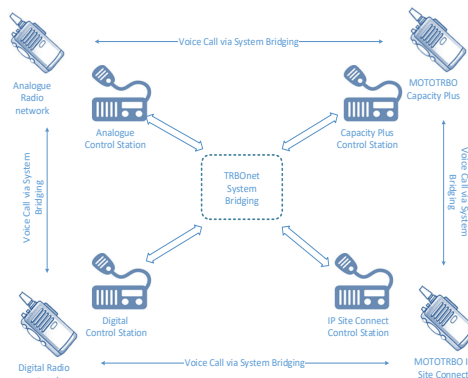 Voice Call via System Bridging
Analogue
Radio
network
MOTOTRBO
Capacity Plus
Analogue
Control Station
Capacity Plus
Control Station
TRBOnet
System
Bridging
Voice Call via System
Bridging
Voice Call via System
Bridging
Digital
Control Station
IP Site Connect
Control Station
Digital Radio
Voice Call via System Bridging
MOTOTRBO I
Site Connect